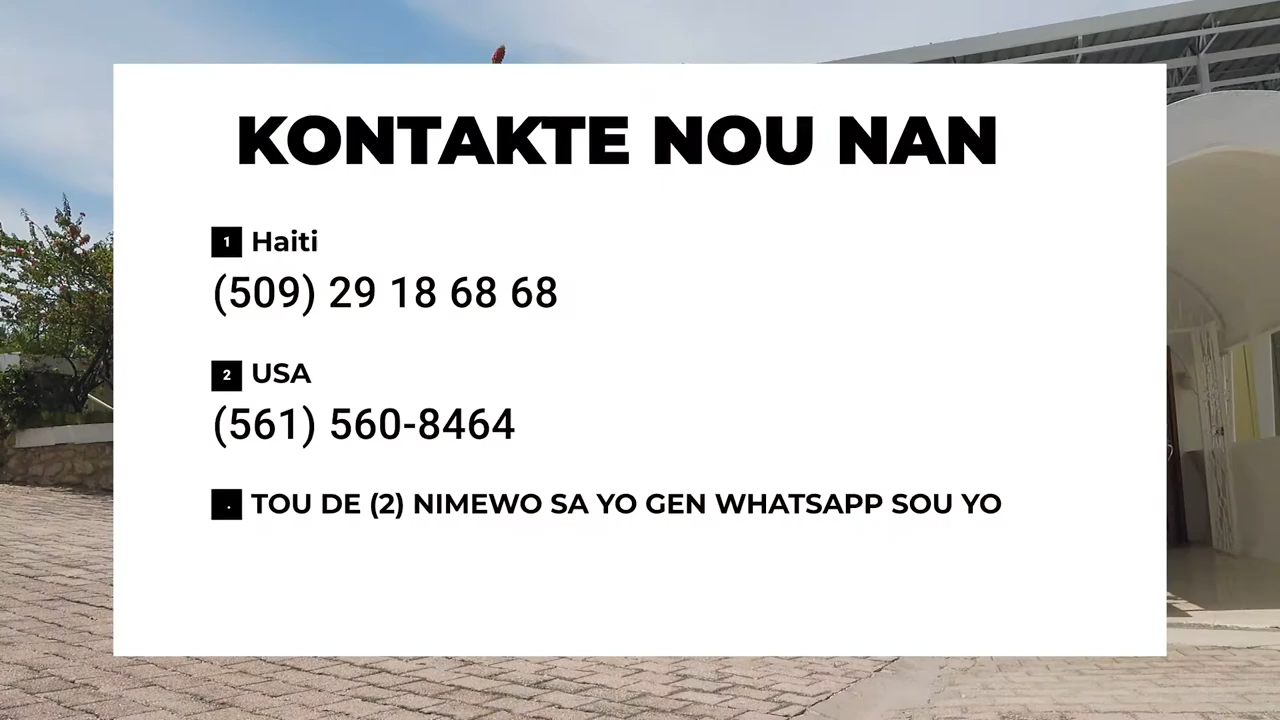 KONTAKTE NOU NAN
1 Haiti
(509) 29 18 68 68
2 USA
(561) 560-8464
. TOU DE (2) NIMEWO SA YO GEN WHATSAPP SOU YO